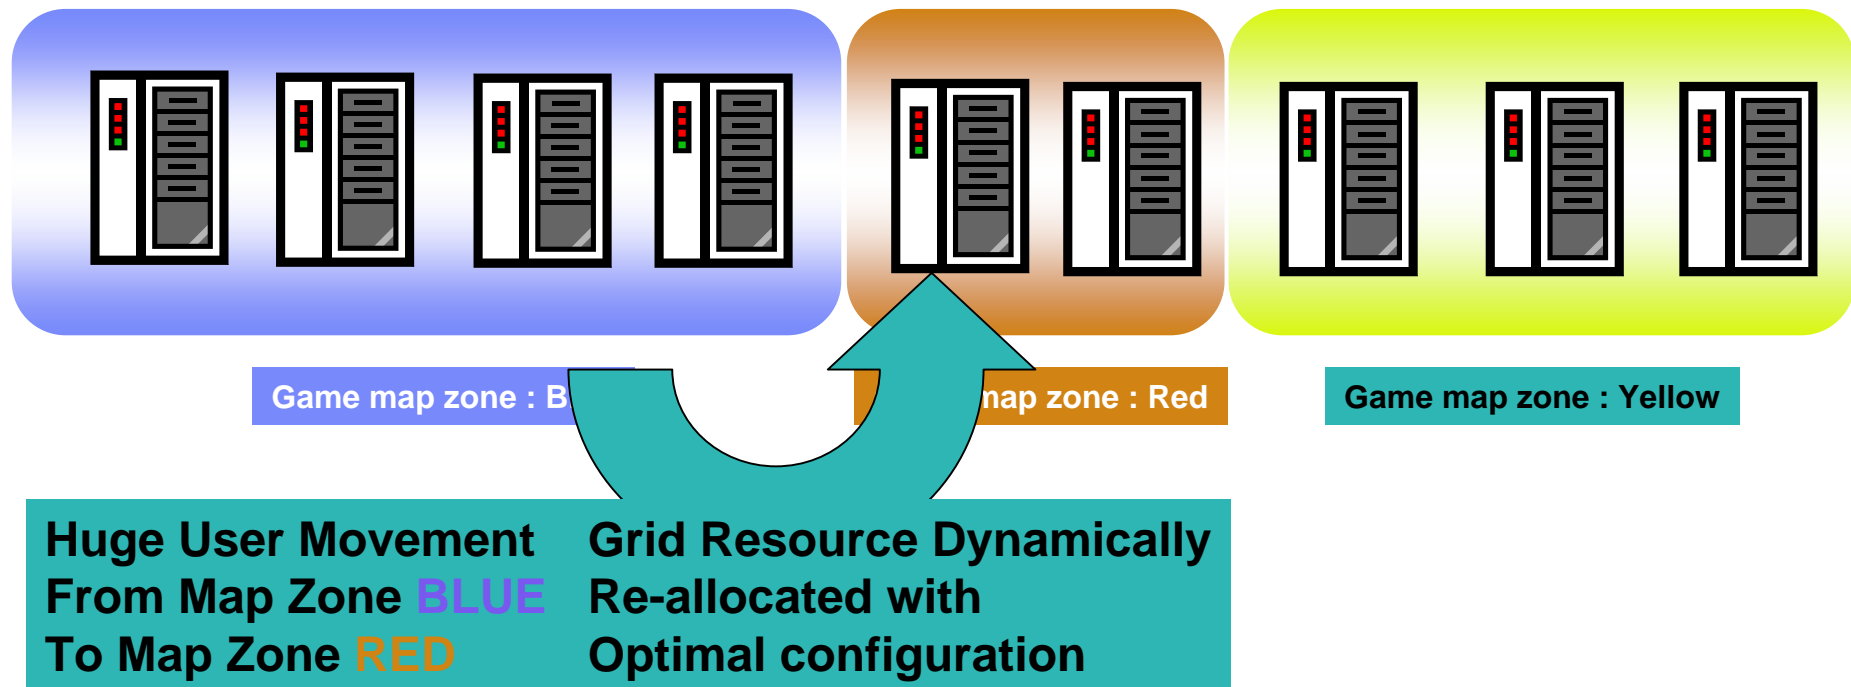 Game map zone : B
map zone : Red
Game map zone : Yellow
Huge User Movement
From Map Zone BLUE
To Map Zone RED
Grid Resource Dynamically
Re-allocated with
Optimal configuration